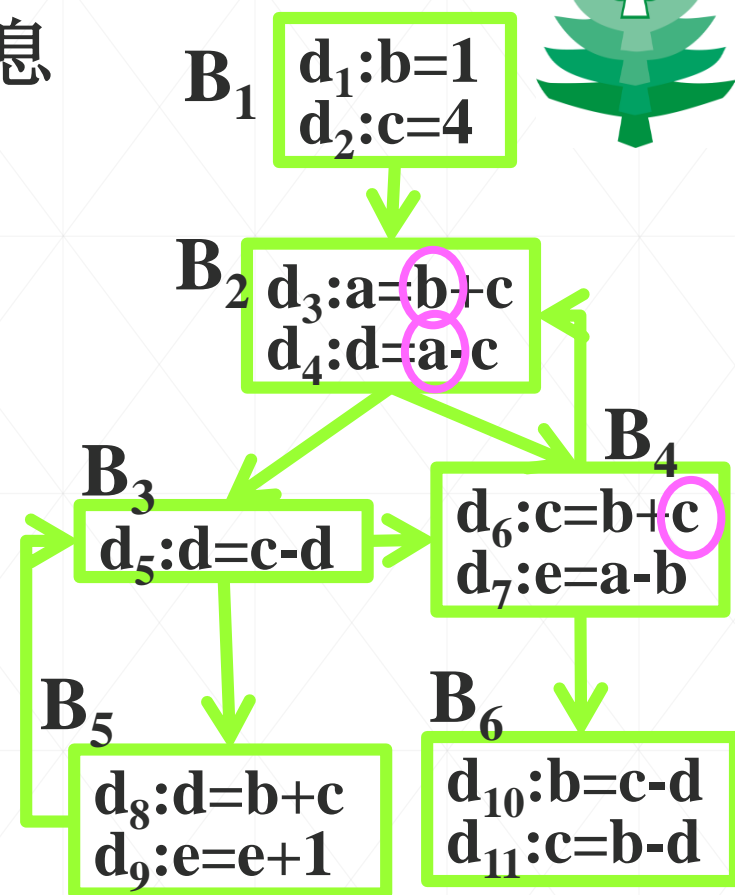 息
B₁
d₁:b=1
d₂:c=4
B₂
d₃:a=b+c
d₄:d=a-c
B₃
d₅:d=c-d
B₄
d₆:c=b+c
d₇:e=a-b
B₅
d₈:d=b+c
d₉:e=e+1
B₆
d₁₀:b=c-d
d₁₁:c=b-d